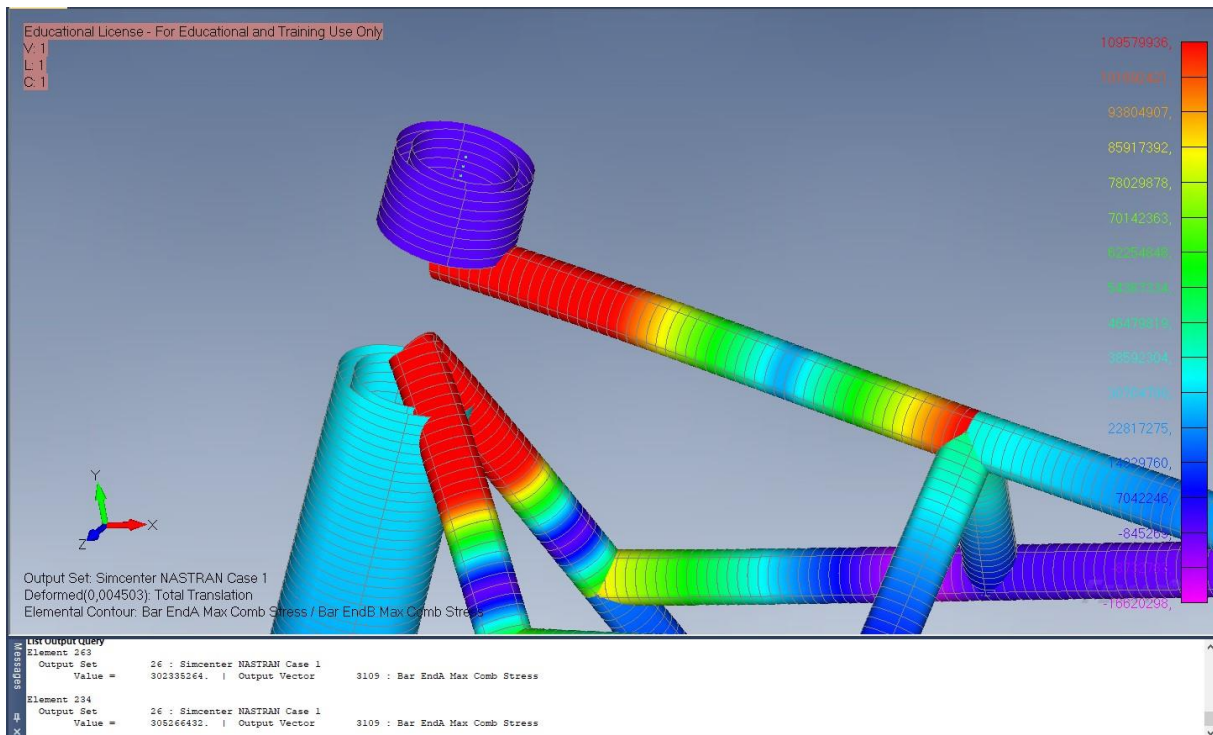 Educational License - For Educational and Training Use Only
V: 1
L: 1
C: 1
109579936,
93804907,
85917392,
78029878,
70142363,
62254848,
46479819,
38592304,
22817275,
14929760,
7042246,
-845269,
-16620298,
Y
X
Z
Output Set: Simcenter NASTRAN Case 1
Deformed(0,004503): Total Translation
Elemental Contour: Bar EndA Max Comb Stress / Bar EndB Max Comb Stress
Messages
List Output Query
Element 263
Output Set 26 : Simcenter NASTRAN Case 1
Value = 302335264. | Output Vector 3109 : Bar EndA Max Comb Stress
Element 234
Output Set 26 : Simcenter NASTRAN Case 1
Value = 305266432. | Output Vector 3109 : Bar EndA Max Comb Stress